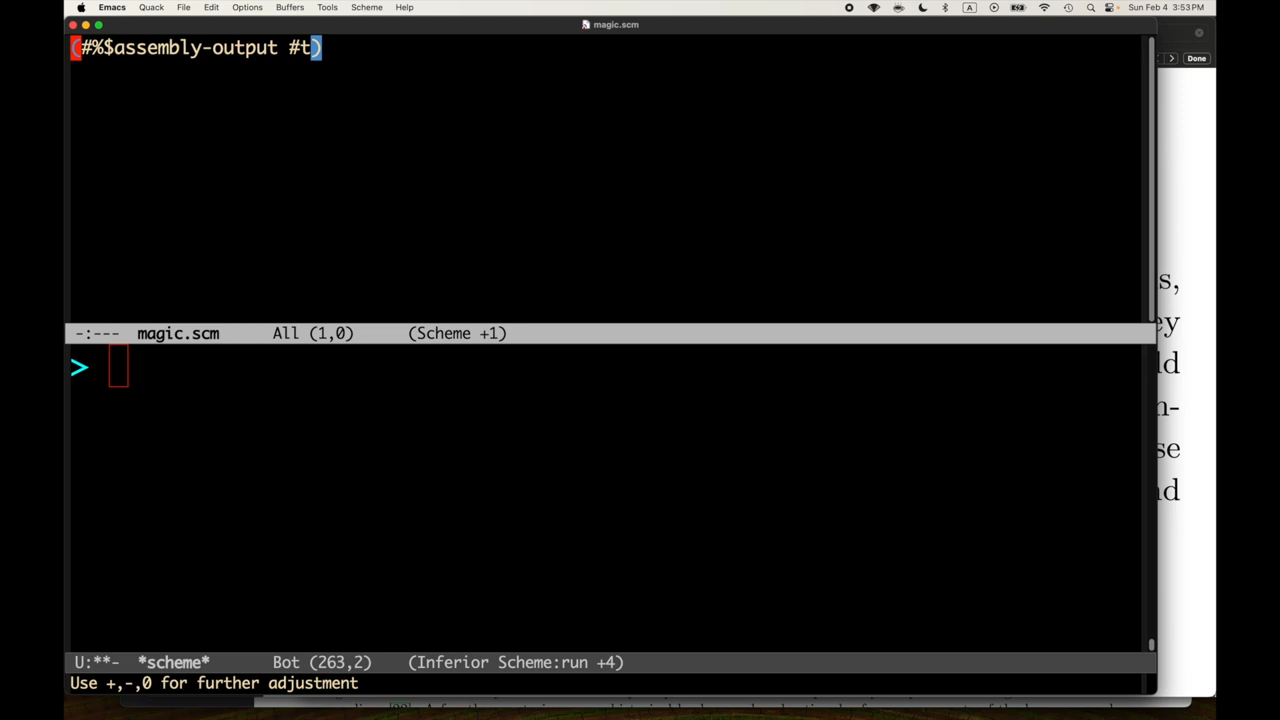 Emacs Quack File Edit Options Buffers Tools Scheme Help A Sun Feb 4 3:53 PM
magic.scm
(#%$assembly-output #t)
Done
s,
ey
ld
-:--- magic.scm All (1,0) (Scheme +1)
>
n-
se
nd
U:**- *scheme* Bot (263,2) (Inferior Scheme:run +4)
Use +,-,0 for further adjustment